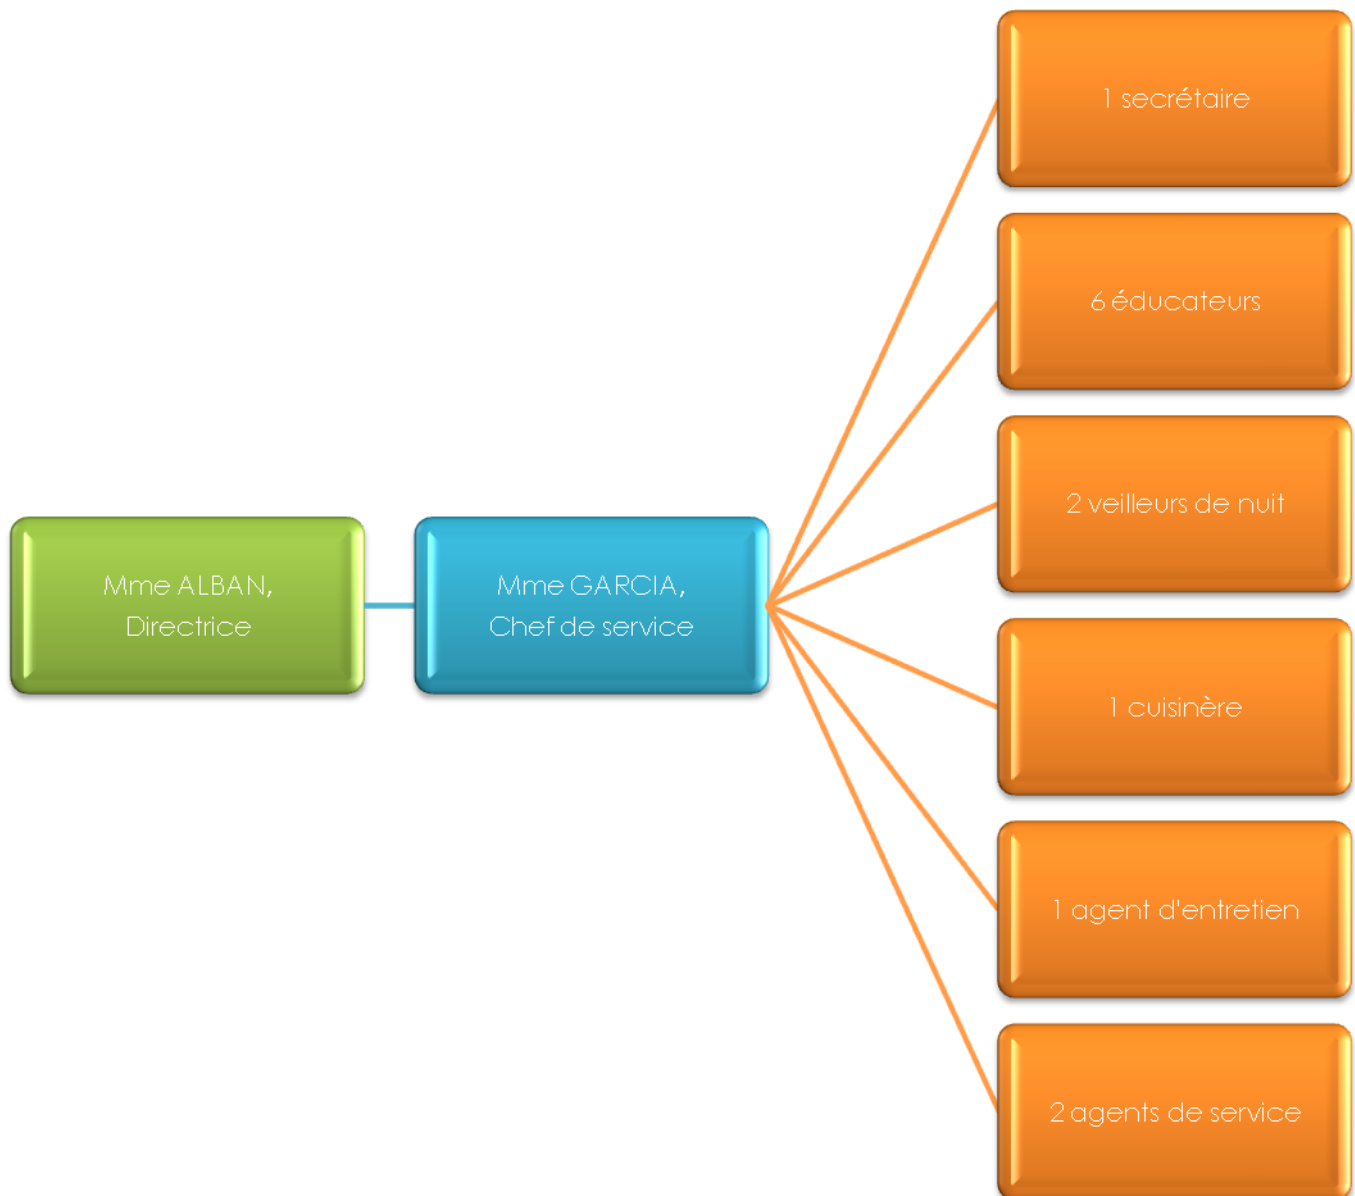 Mme ALBAN,
Directrice
Mme GARCIA,
Chef de service
1 secrétaire
6 éducateurs
2 veilleurs de nuit
1 cuisinère
1 agent d'entretien
2 agents de service